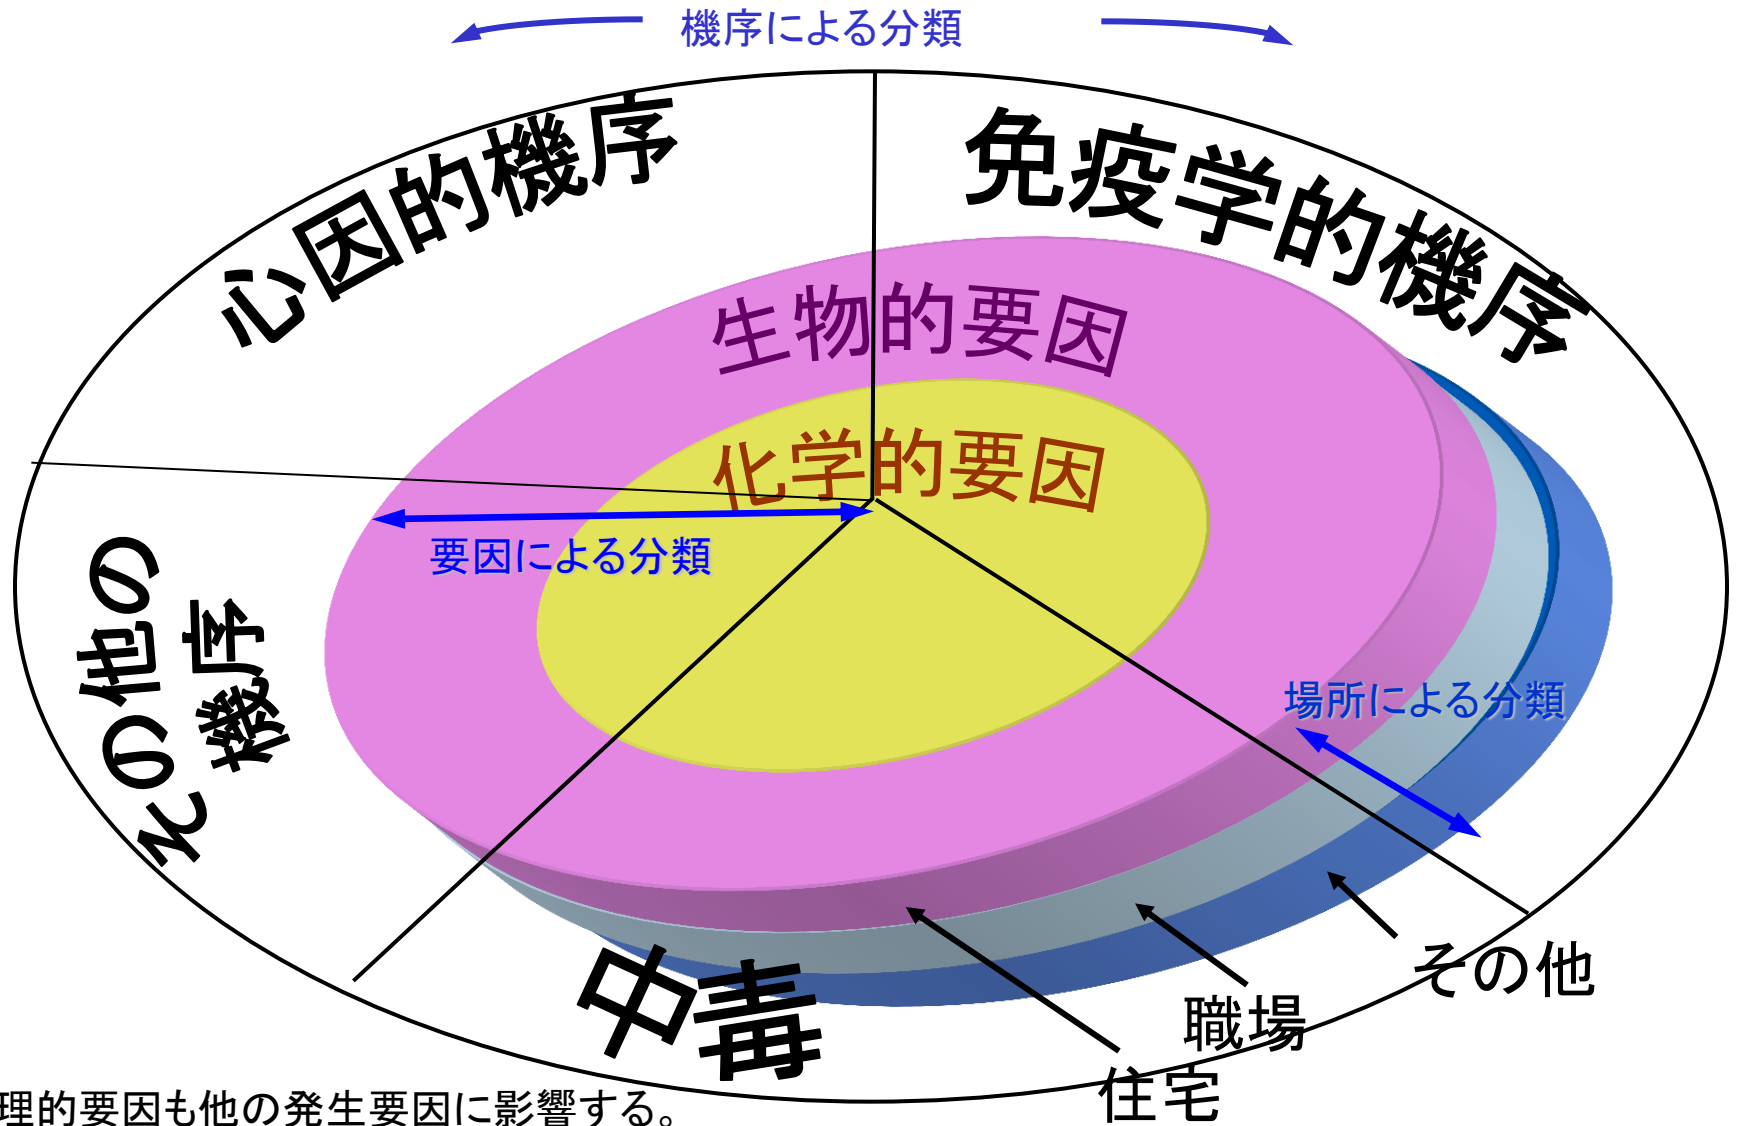 機序による分類
心因的機序
免疫学的機序
生物的要因
化学的要因
要因による分類
その他の
機序
場所による分類
中毒
その他
職場
住宅
理的要因も他の発生要因に影響する。